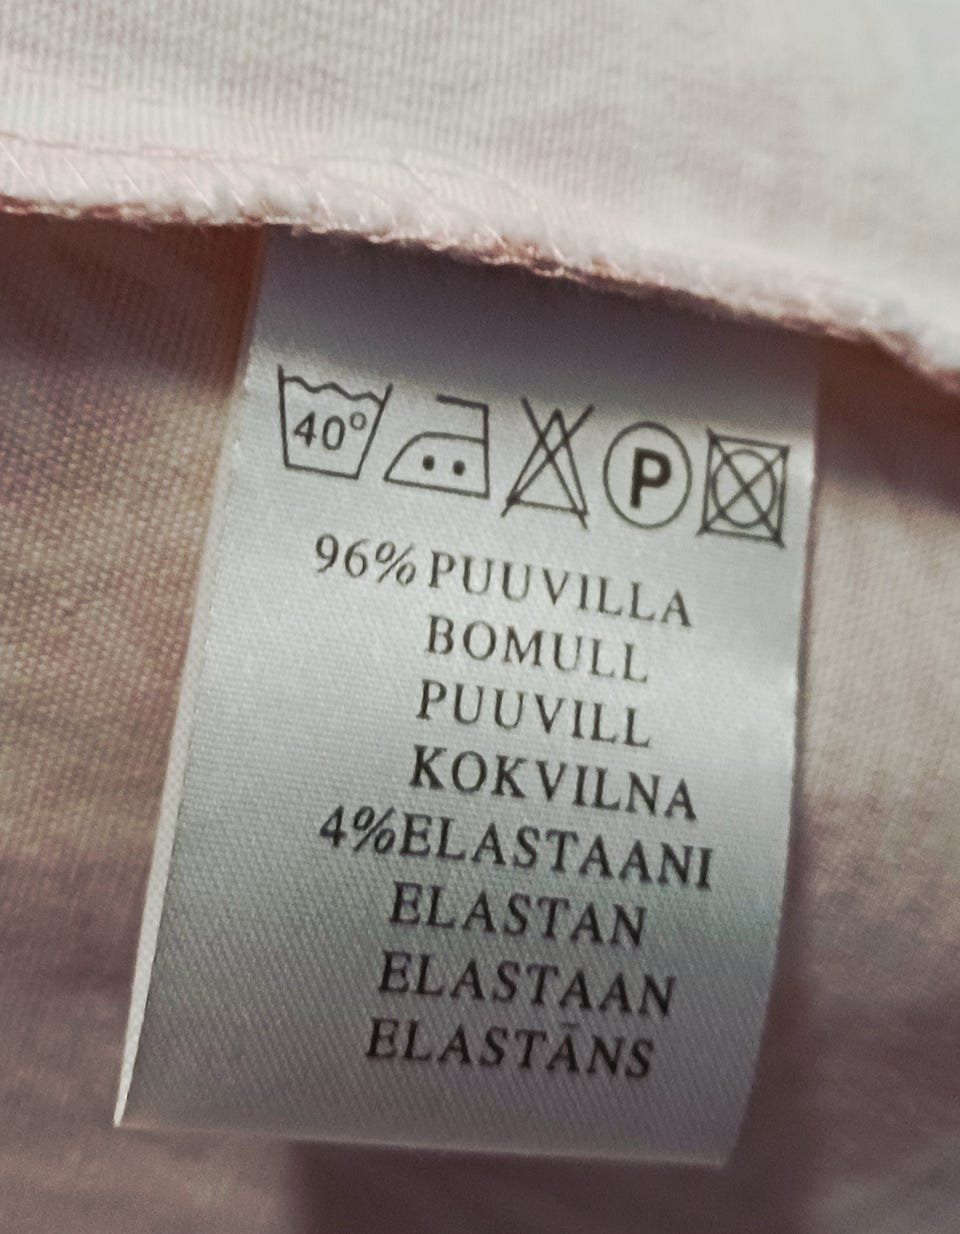 40° P
96% PUUVILLA
BOMULL
PUUVILL
KOKVILNA
4% ELASTAANI
ELASTAN
ELASTAAN
ELASTĀNS